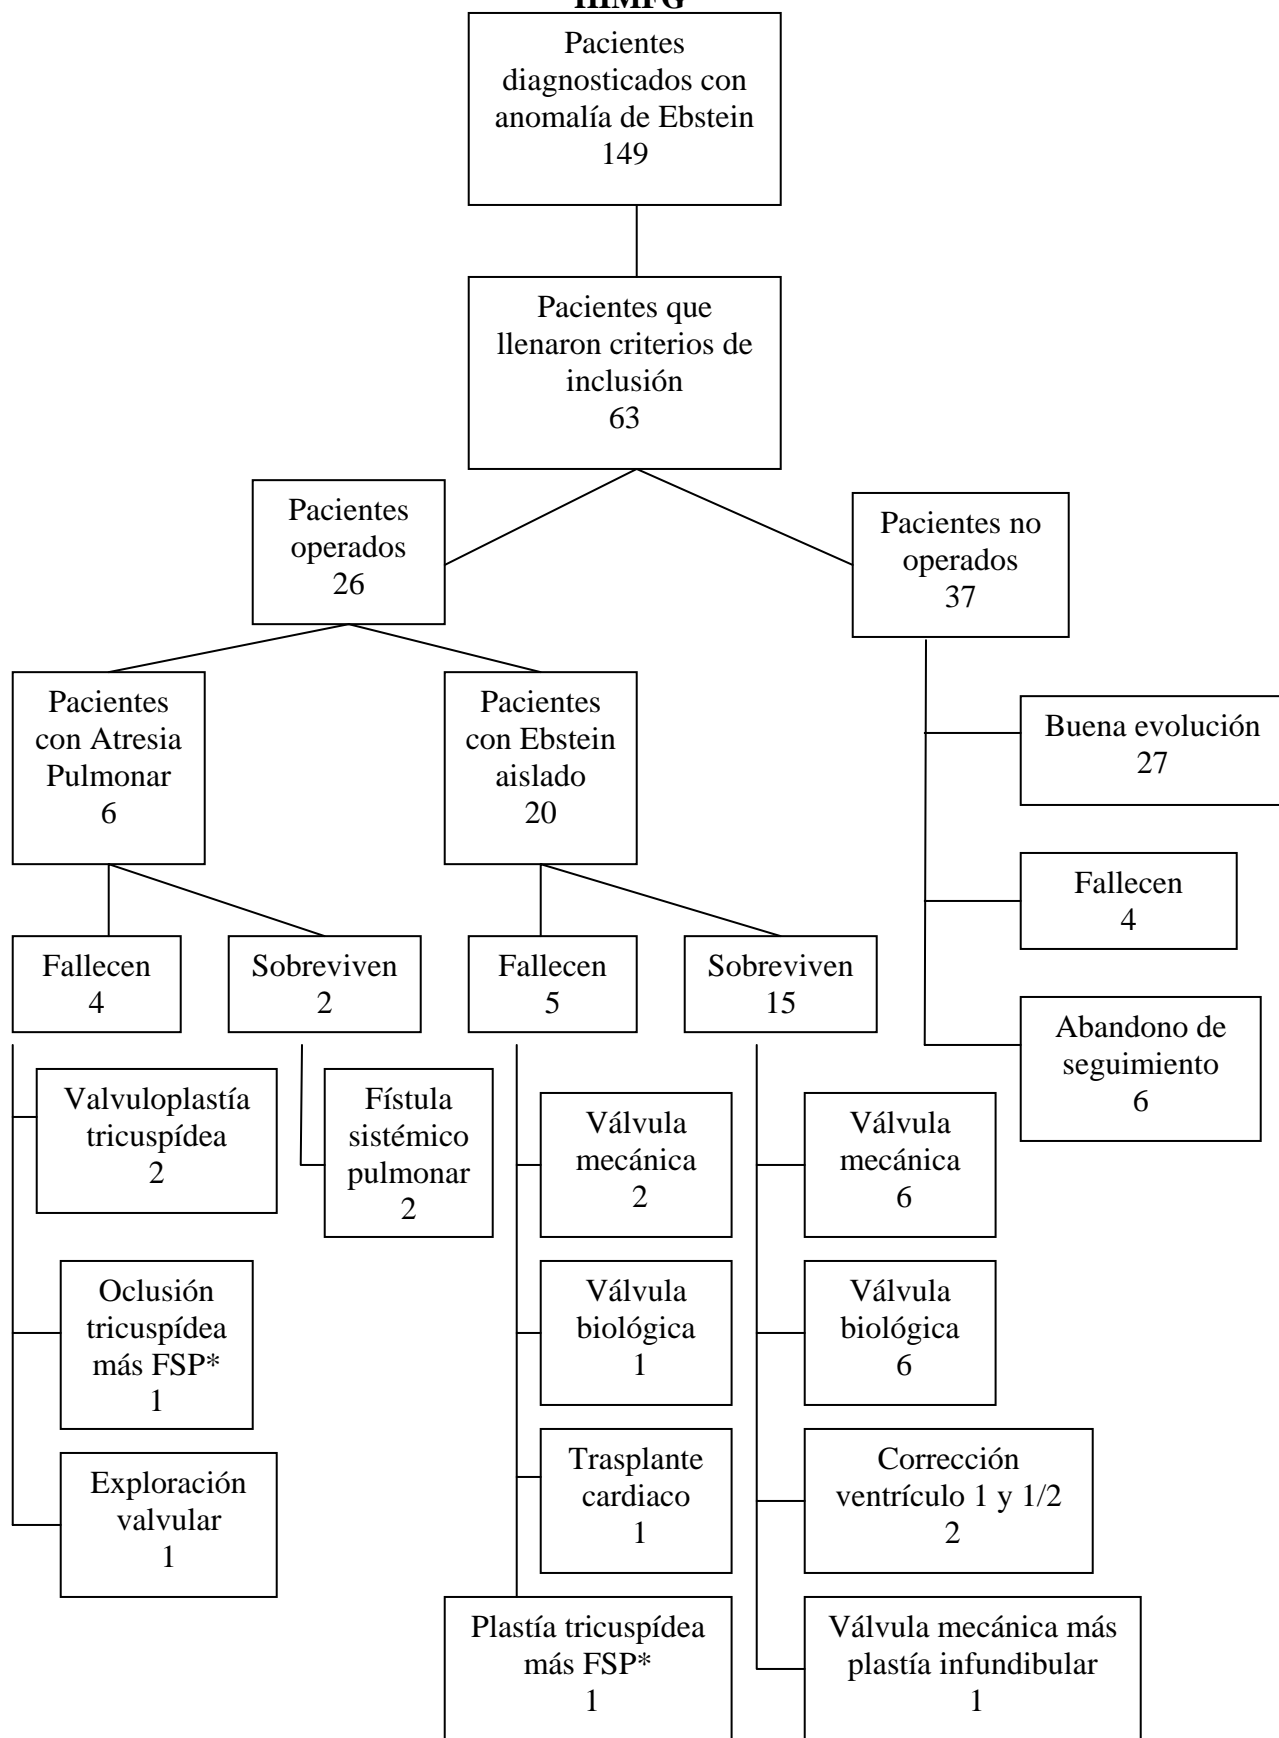 HIMFG
Pacientes
diagnosticados con
anomalía de Ebstein
149
Pacientes que
llenaron criterios de
inclusión
63
Pacientes
operados
26
Pacientes no
operados
37
Pacientes
con Atresia
Pulmonar
6
Pacientes
con Ebstein
aislado
20
Buena evolución
27
Fallecen
4
Abandono de
seguimiento
6
Fallecen
4
Sobreviven
2
Fallecen
5
Sobreviven
15
Valvuloplastía
tricuspídea
2
Oclusión
tricuspídea
más FSP*
1
Exploración
valvular
1
Fístula
sistémico
pulmonar
2
Válvula
mecánica
2
Válvula
biológica
1
Trasplante
cardiaco
1
Plastía tricuspídea
más FSP*
1
Válvula
mecánica
6
Válvula
biológica
6
Corrección
ventrículo 1 y 1/2
2
Válvula mecánica más
plastía infundibular
1